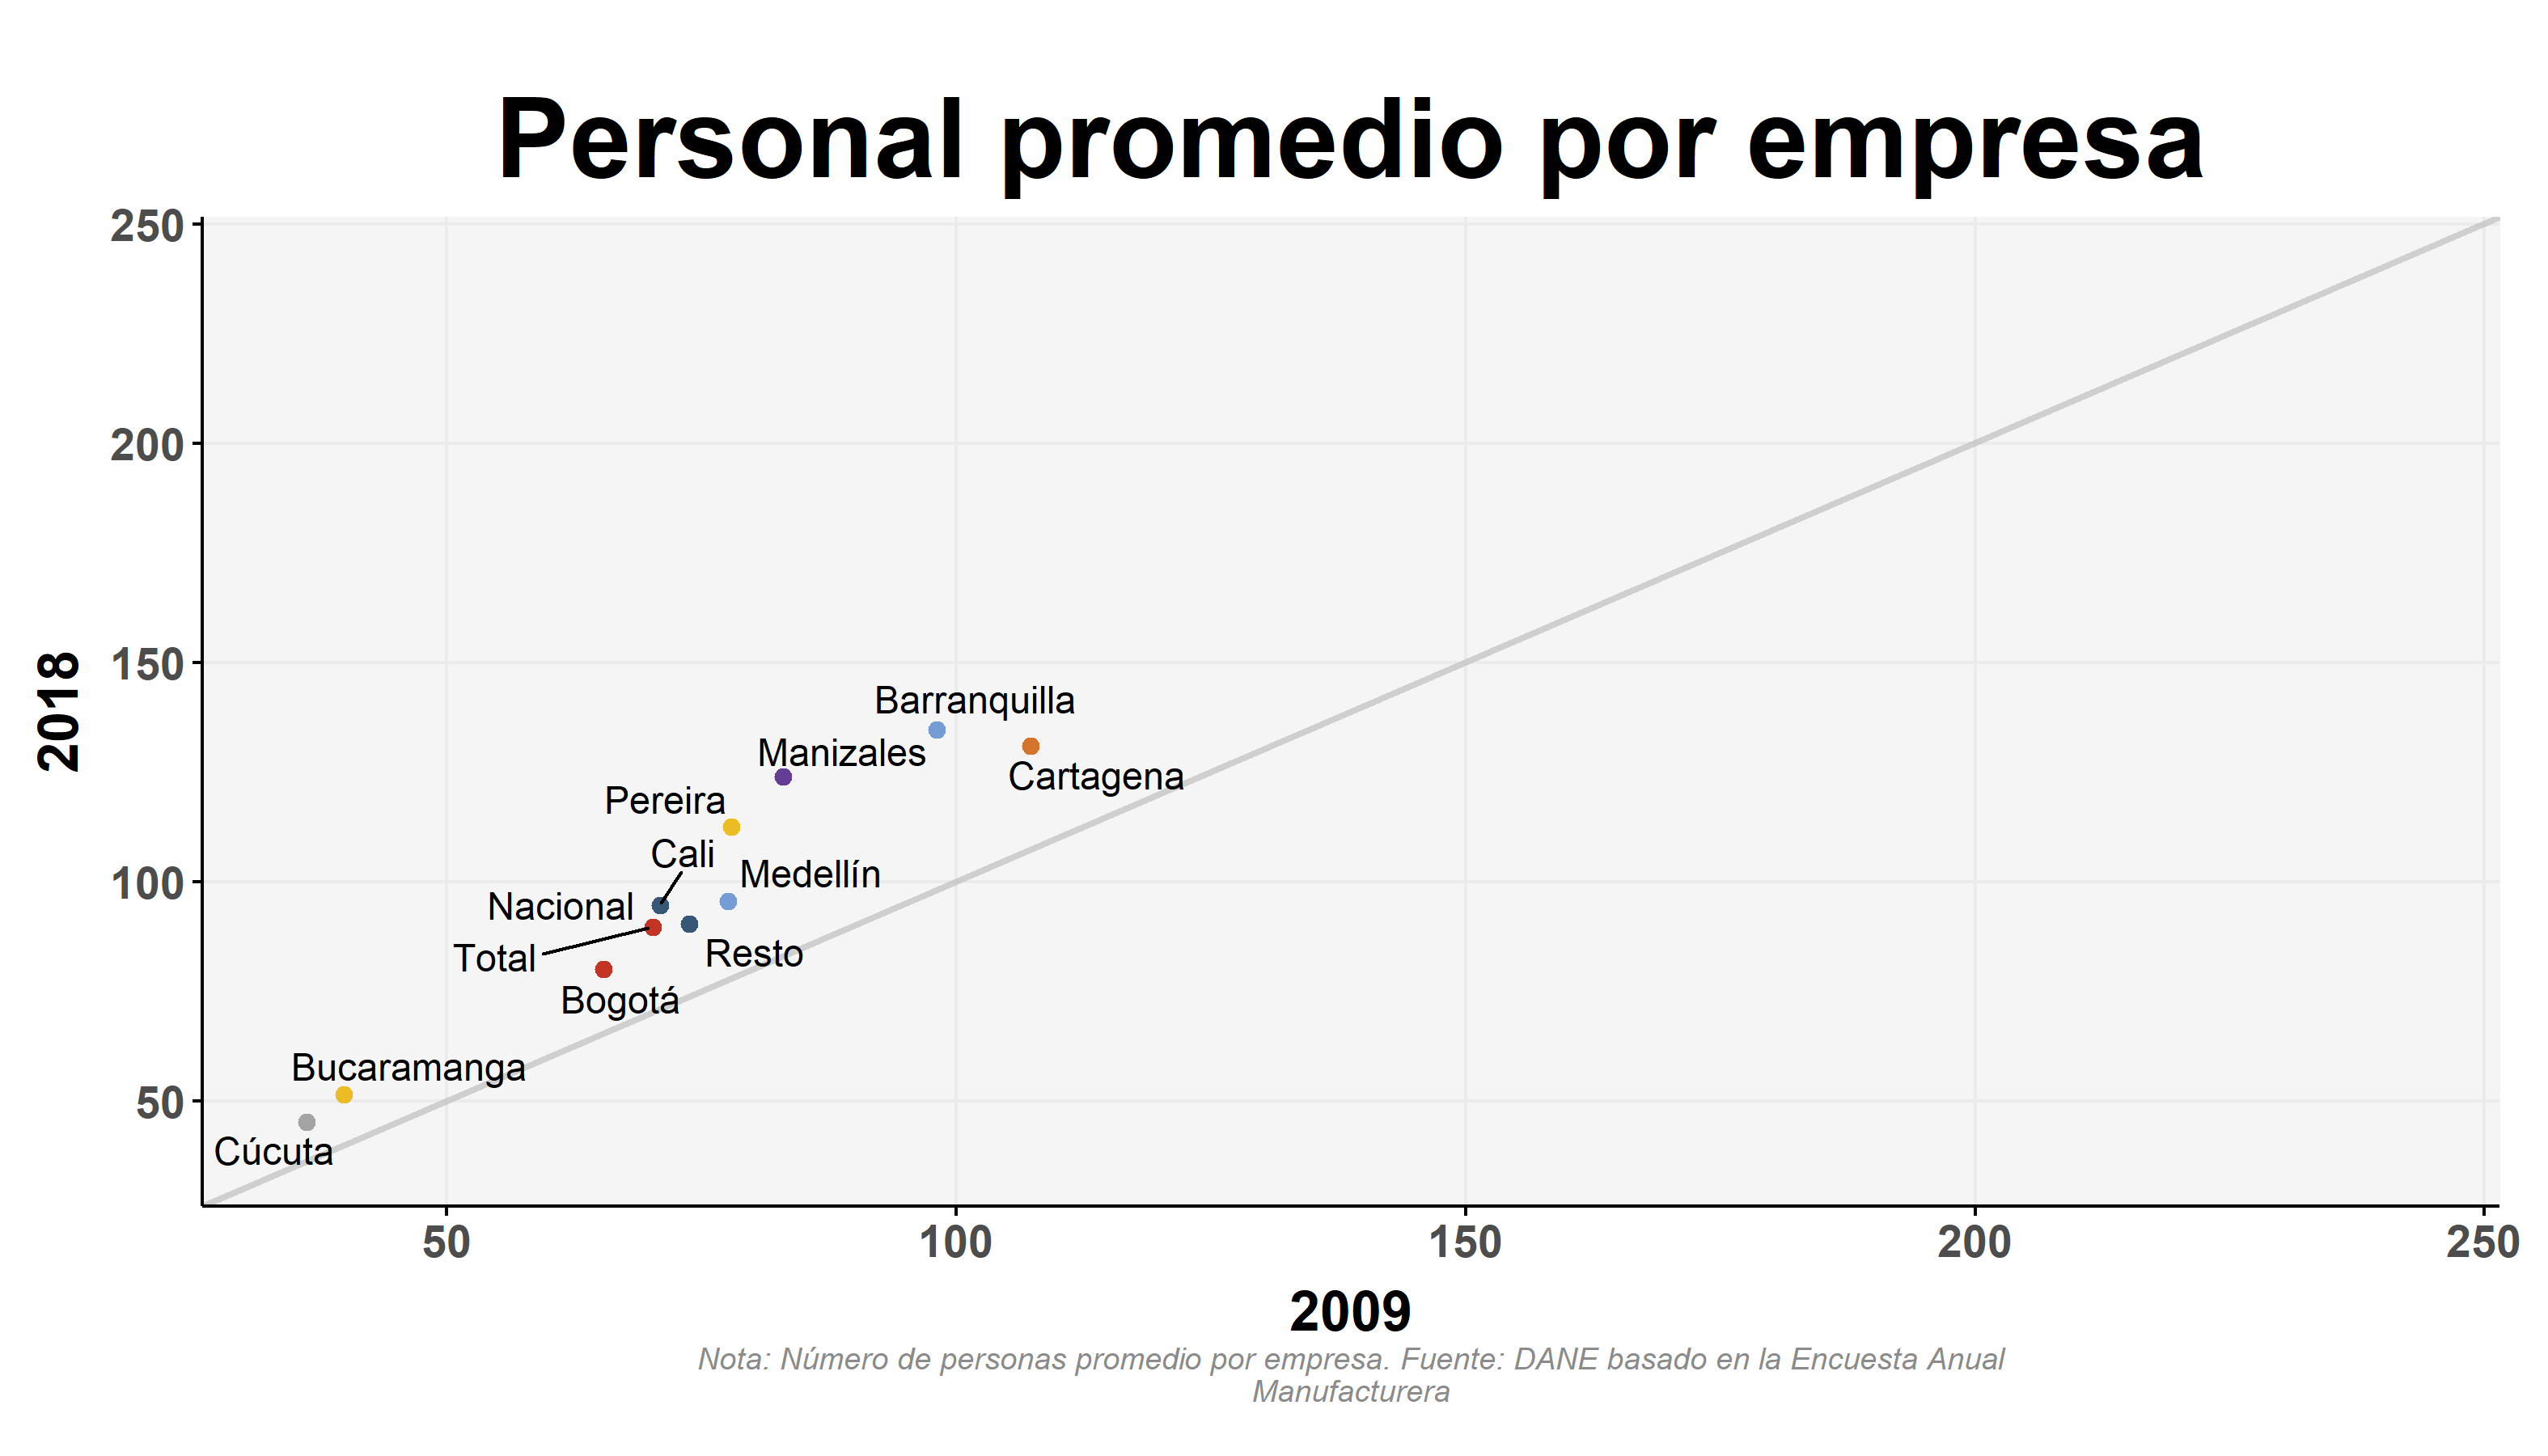 Personal promedio por empresa
250
200
150
100
50
2018
Barranquilla
Manizales
Cartagena
Pereira
Cali
Medellín
Nacional
Total
Resto
Bogotá
Bucaramanga
Cúcuta
50
100
150
200
250
2009
Nota: Número de personas promedio por empresa. Fuente: DANE basado en la Encuesta Anual
Manufacturera